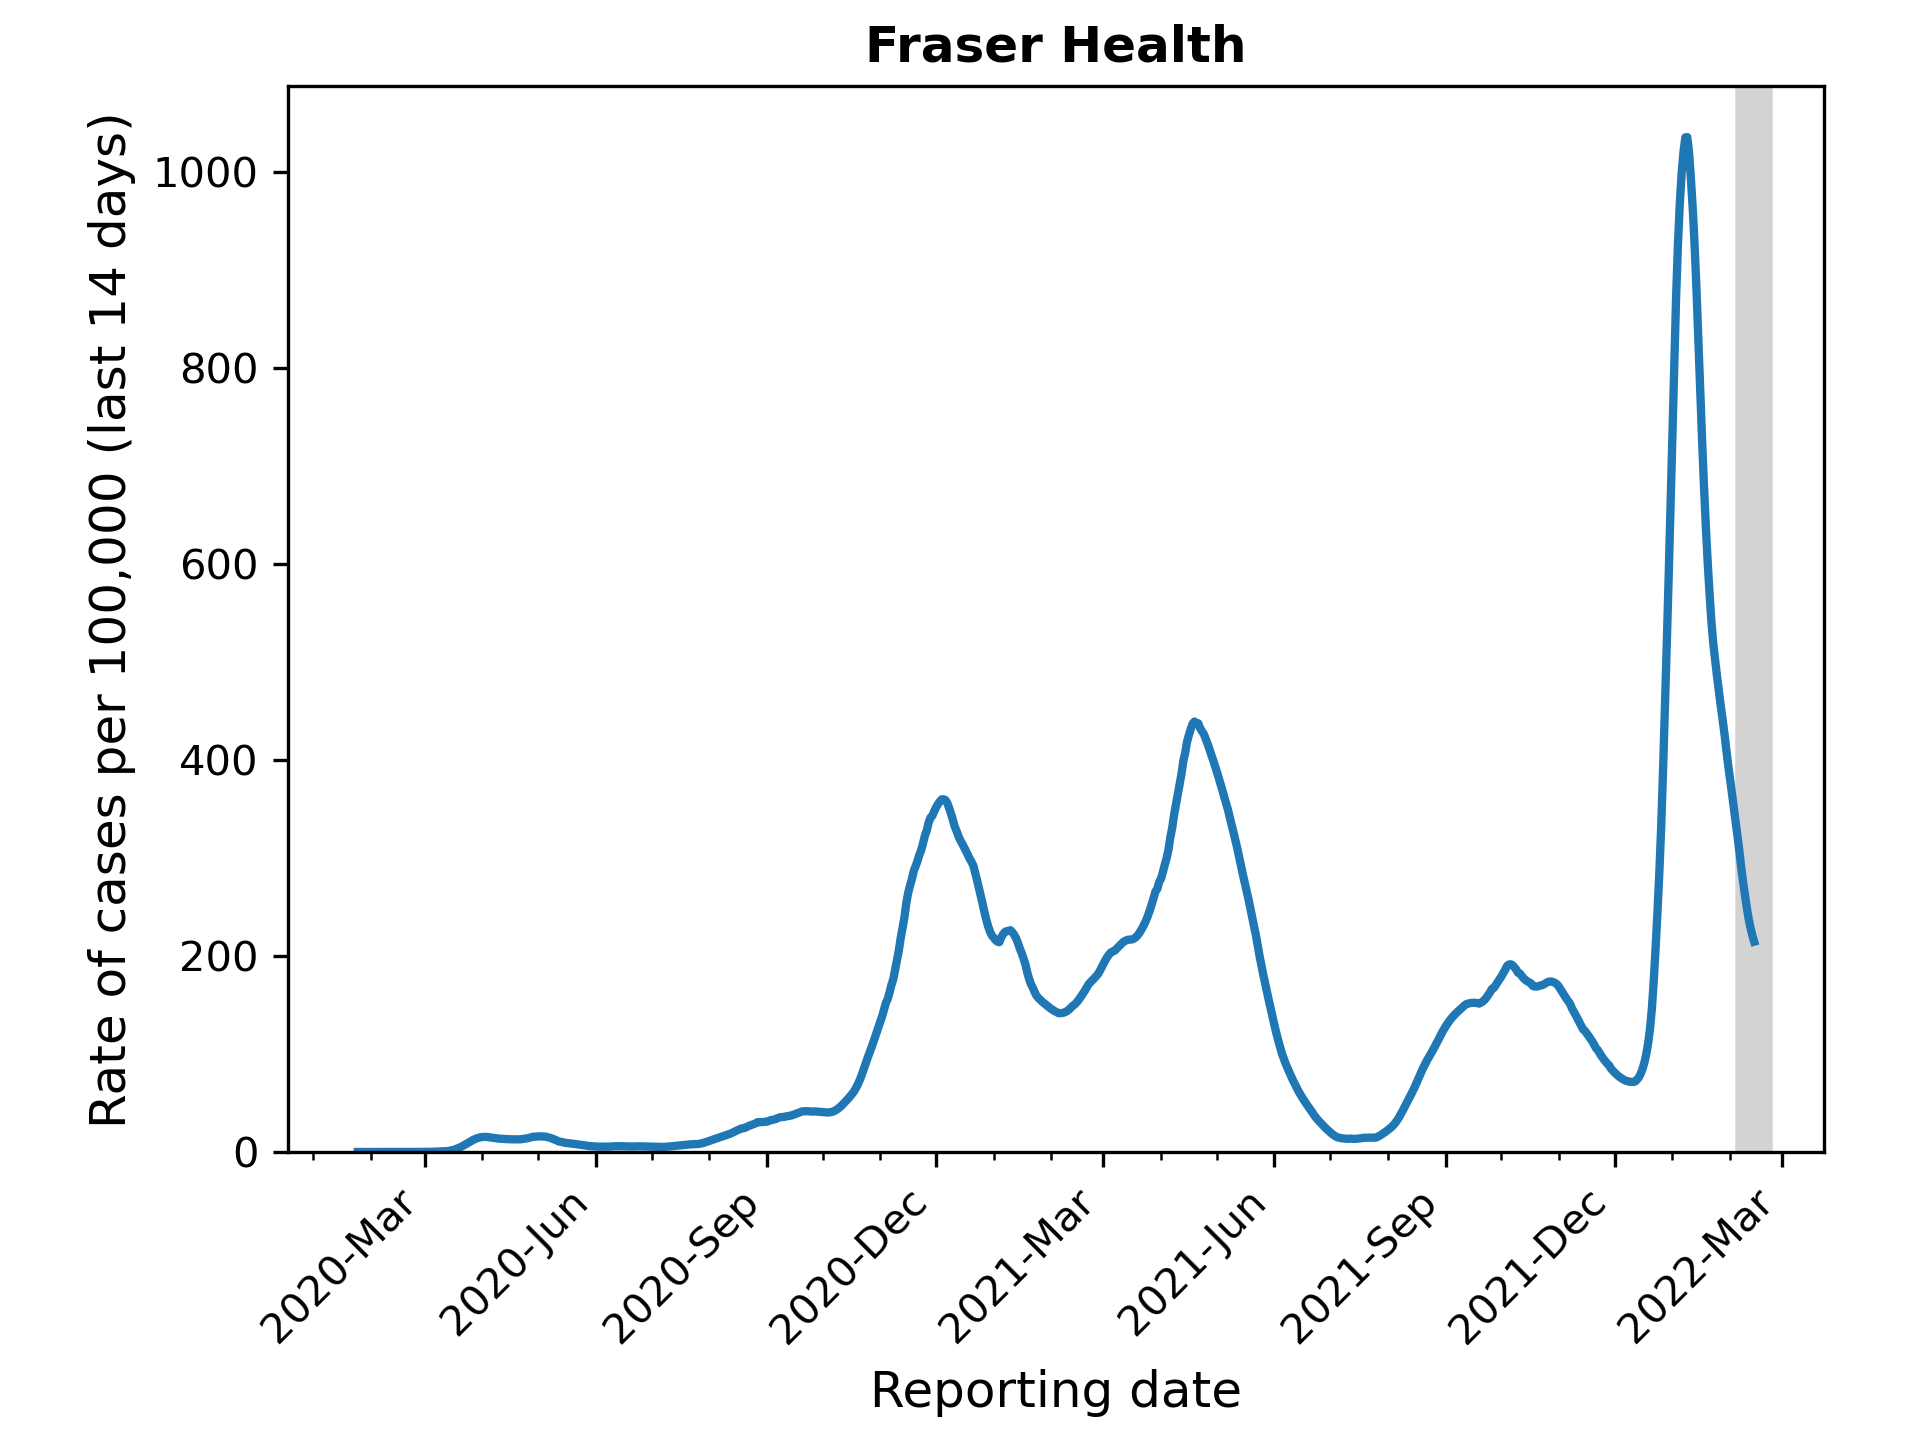 Fraser Health
Rate of cases per 100,000 (last 14 days)
1000
800
600
400
200
0
2020-Mar
2020-Jun
2020-Sep
2020-Dec
2021-Mar
2021-Jun
2021-Sep
2021-Dec
2022-Mar
Reporting date